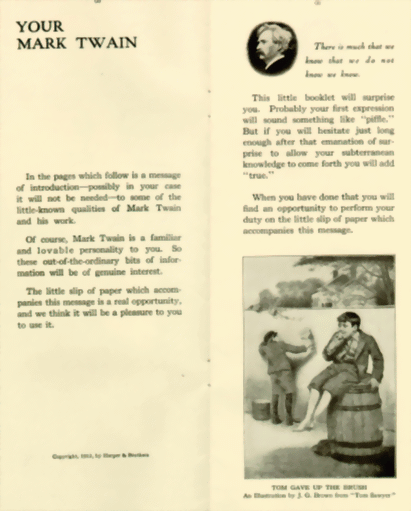 YOUR
MARK TWAIN
In the pages which follow is a message
of introduction—possibly in your case
it will not be needed—to some of the
little-known qualities of Mark Twain
and his work.
Of course, Mark Twain is a familiar
and lovable personality to you. So
these out-of-the-ordinary bits of infor-
mation will be of genuine interest.
The little slip of paper which accom-
panies this message is a real opportunity,
and we think it will be a pleasure to you
to use it.
Copyright, by Harper & Brothers
There is much that we
know that we do not
know we know.
This little booklet will surprise
you. Probably your first expression
will sound something like "piffle."
But if you will hesitate just long
enough after that emanation of sur-
prise to allow your subterranean
knowledge to come forth you will add
"true."
When you have done that you will
find an opportunity to perform your
duty on the little slip of paper which
accompanies this message.
TOM GAVE UP THE BRUSH
An Illustration by J. G. Brown from "Tom Sawyer"